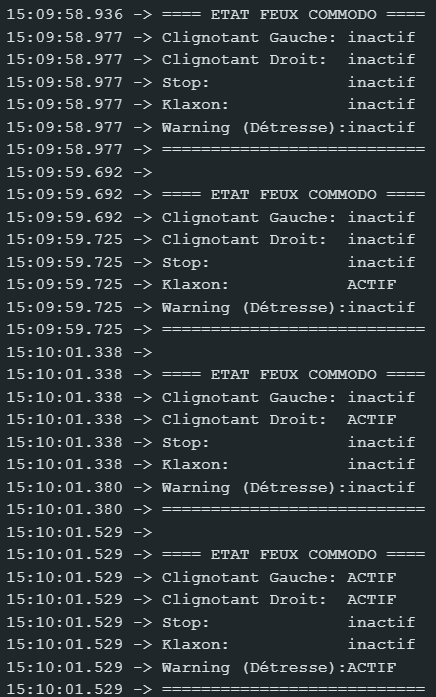 15:09:58.936 -> ==== ETAT FEUX COMMODO ====
15:09:58.977 -> Clignotant Gauche: inactif
15:09:58.977 -> Clignotant Droit:  inactif
15:09:58.977 -> Stop:              inactif
15:09:58.977 -> Klaxon:            inactif
15:09:58.977 -> Warning (Détresse):inactif
15:09:58.977 -> ===========================
15:09:59.692 ->
15:09:59.692 -> ==== ETAT FEUX COMMODO ====
15:09:59.692 -> Clignotant Gauche: inactif
15:09:59.725 -> Clignotant Droit:  inactif
15:09:59.725 -> Stop:              inactif
15:09:59.725 -> Klaxon:            ACTIF
15:09:59.725 -> Warning (Détresse):inactif
15:09:59.725 -> ===========================
15:10:01.338 ->
15:10:01.338 -> ==== ETAT FEUX COMMODO ====
15:10:01.338 -> Clignotant Gauche: inactif
15:10:01.338 -> Clignotant Droit:  ACTIF
15:10:01.338 -> Stop:              inactif
15:10:01.338 -> Klaxon:            inactif
15:10:01.380 -> Warning (Détresse):inactif
15:10:01.380 -> ===========================
15:10:01.529 ->
15:10:01.529 -> ==== ETAT FEUX COMMODO ====
15:10:01.529 -> Clignotant Gauche: ACTIF
15:10:01.529 -> Clignotant Droit:  ACTIF
15:10:01.529 -> Stop:              inactif
15:10:01.529 -> Klaxon:            inactif
15:10:01.529 -> Warning (Détresse):ACTIF
15:10:01.529 -> ===========================